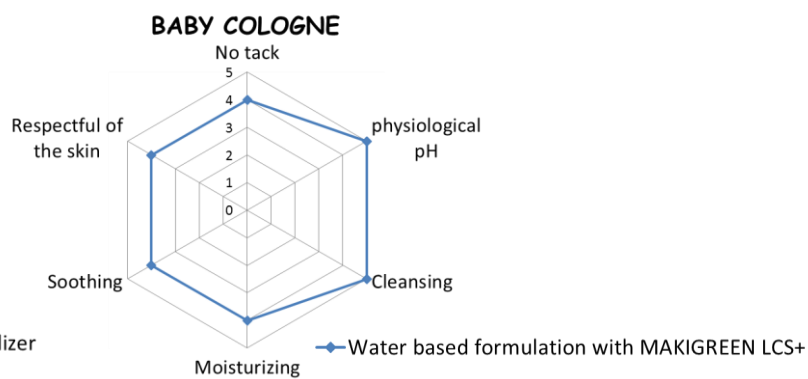 BABY COLOGNE
No tack
5
Respectful of
the skin
4
physiological
pH
3
2
1
0
Soothing
Cleansing
lizer
Water based formulation with MAKIGREEN LCS+
Moisturizing